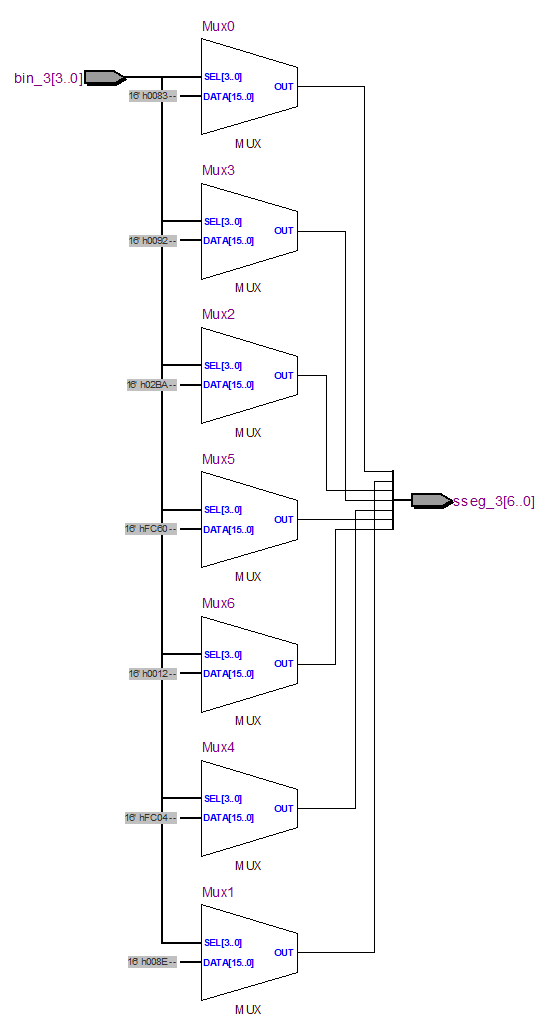 Mux0
bin_3[3..0]
SEL[3..0]
OUT
16' h0083--
DATA[15..0]
MUX
Mux3
SEL[3..0]
OUT
16' h0092--
DATA[15..0]
MUX
Mux2
SEL[3..0]
OUT
16' h02BA--
DATA[15..0]
MUX
Mux5
sseg_3[6..0]
SEL[3..0]
OUT
16' hFC60--
DATA[15..0]
MUX
Mux6
SEL[3..0]
OUT
16' h0012--
DATA[15..0]
MUX
Mux4
SEL[3..0]
OUT
16' hFC04--
DATA[15..0]
MUX
Mux1
SEL[3..0]
OUT
16' h008E--
DATA[15..0]
MUX